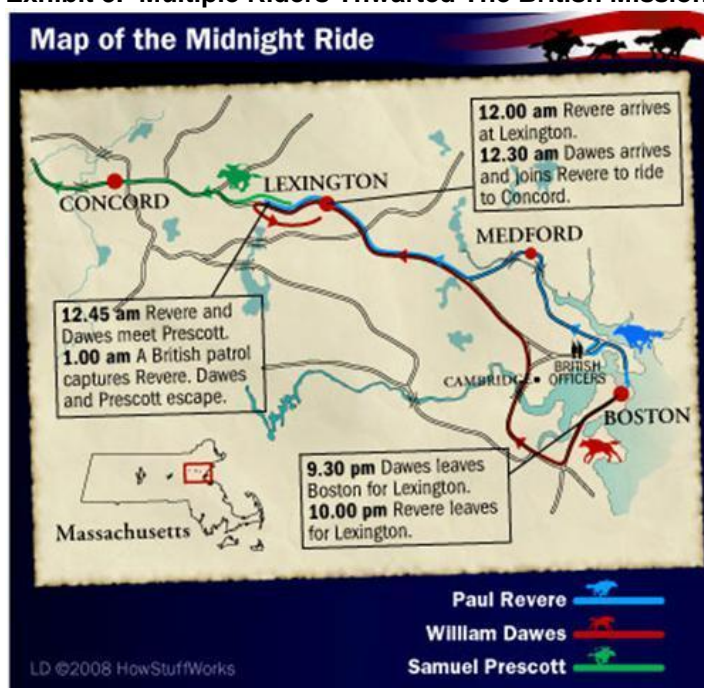 Exhibit 3: Multiple Riders Thwarted The British Mission
Map of the Midnight Ride
12.00 am Revere arrives
at Lexington.
12.30 am Dawes arrives
and joins Revere to ride
to Concord.
LEXINGTON
CONCORD
MEDFORD
12.45 am Revere and
Dawes meet Prescott.
1.00 am A British patrol
captures Revere. Dawes
and Prescott escape.
BRITISH
OFFICERS
CAMBRIDGE
BOSTON
9.30 pm Dawes leaves
Boston for Lexington.
10.00 pm Revere leaves
for Lexington.
Massachusetts
Paul Revere
William Dawes
Samuel Prescott
LD ©2008 HowStuffWorks